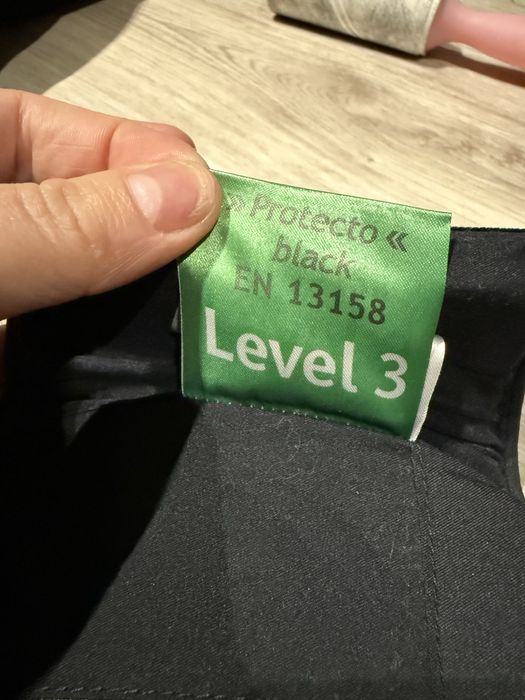 » Protecto «
black
EN 13158
Level 3